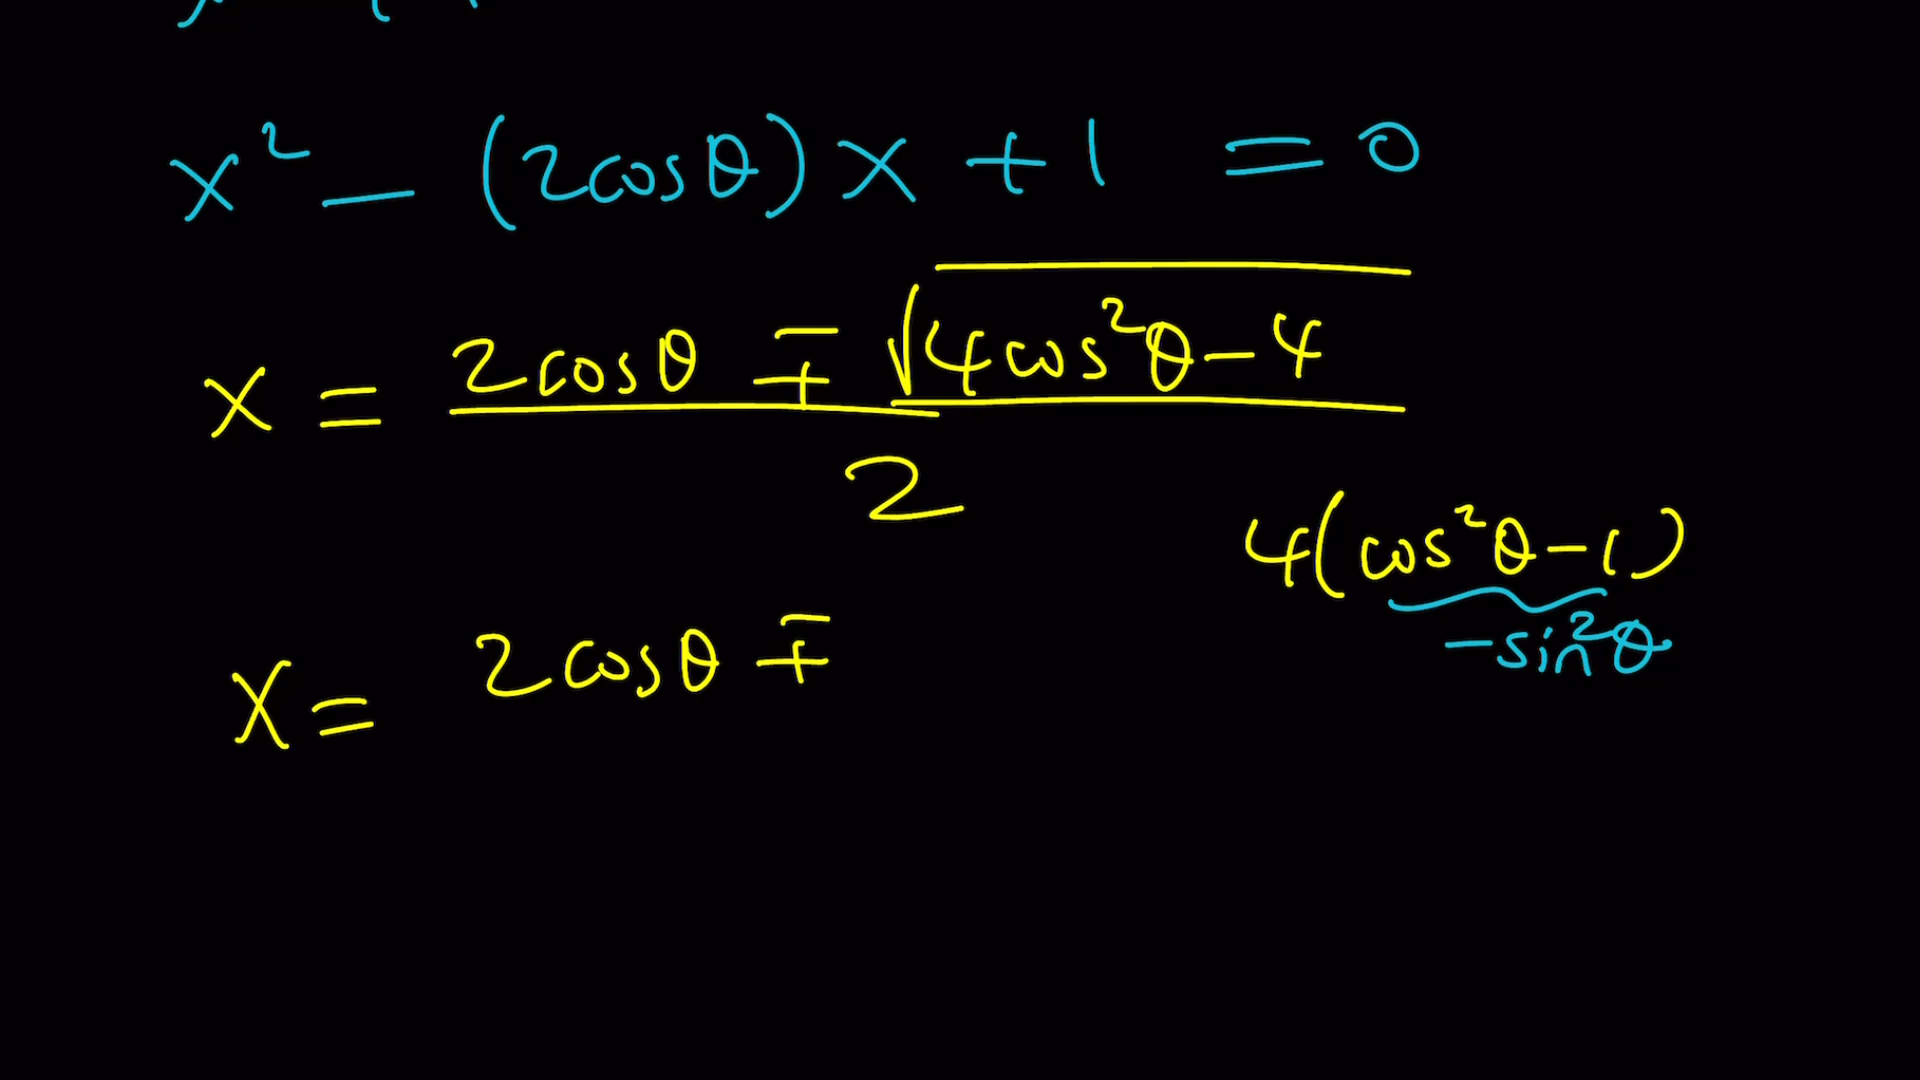 x² - (2cosθ)x + 1 = 0
x = (2cosθ ∓ √(4cos²θ - 4)) / 2
4(cos²θ - 1)
-sin²θ
x = 2cosθ ∓